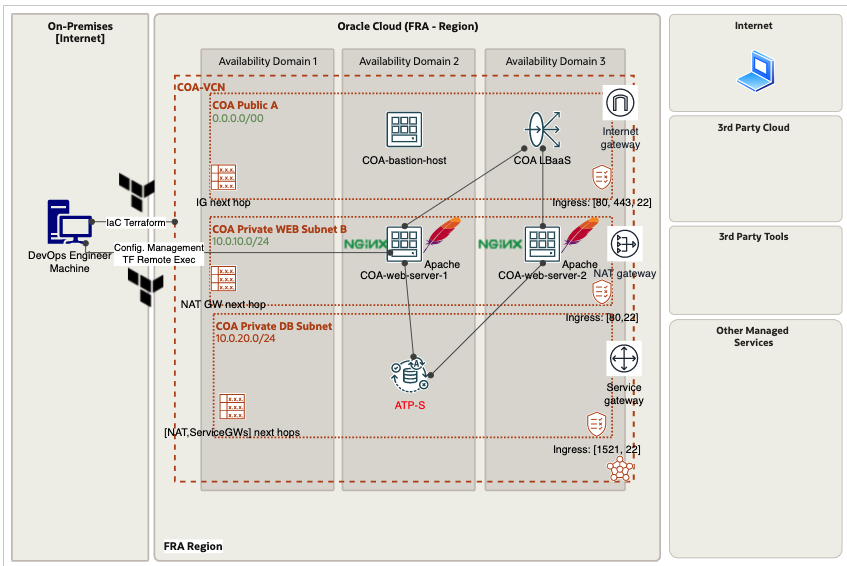 On-Premises
[Internet]
Oracle Cloud (FRA - Region)
Internet
Availability Domain 1
Availability Domain 2
Availability Domain 3
COA-VCN
COA Public A
0.0.0.0/00
Internet
gateway
COA-bastion-host
COA LBaaS
3rd Party Cloud
IG next hop
Ingress: [80, 443, 22]
IaC Terraform
COA Private WEB Subnet B
10.0.10.0/24
NGINX
NGINX
3rd Party Tools
DevOps Engineer
Machine
Config. Management
TF Remote Exec
Apache
Apache
COA-web-server-1
COA-web-server-2
NAT gateway
NAT GW next hop
Ingress: [80,22]
COA Private DB Subnet
10.0.20.0/24
Other Managed
Services
A
ATP-S
Service
gateway
[NAT,ServiceGWs] next hops
Ingress: [1521, 22]
FRA Region